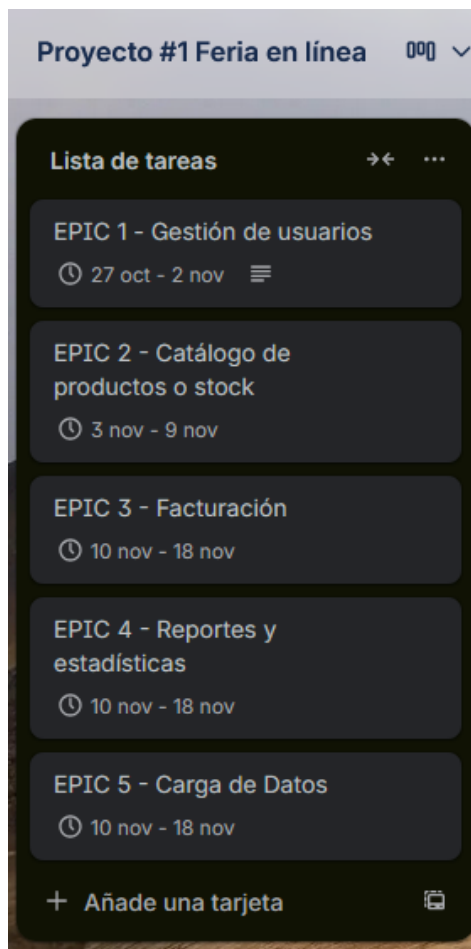 Proyecto #1 Feria en línea
Lista de tareas
EPIC 1 - Gestión de usuarios
27 oct - 2 nov
EPIC 2 - Catálogo de
productos o stock
3 nov - 9 nov
EPIC 3 - Facturación
10 nov - 18 nov
EPIC 4 - Reportes y
estadísticas
10 nov - 18 nov
EPIC 5 - Carga de Datos
10 nov - 18 nov
+ Añade una tarjeta